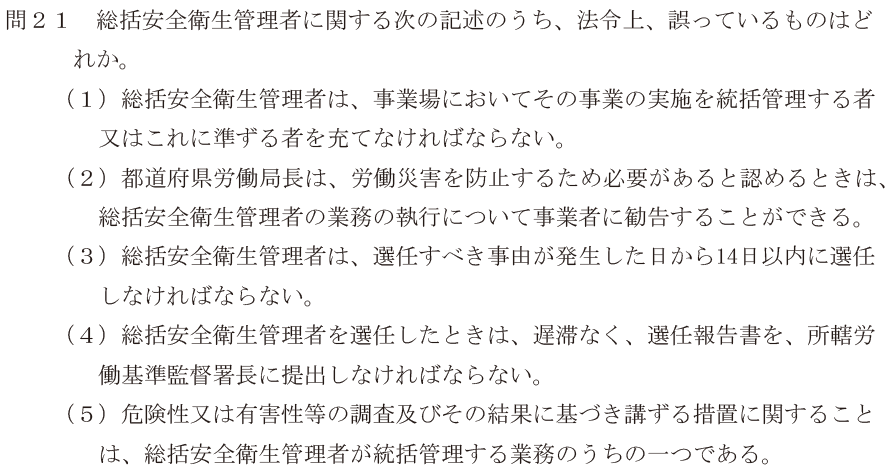 問２１　総括安全衛生管理者に関する次の記述のうち、法令上、誤っているものはど
れか。
（１）総括安全衛生管理者は、事業場においてその事業の実施を統括管理する者
又はこれに準ずる者を充てなければならない。
（２）都道府県労働局長は、労働災害を防止するため必要があると認めるときは、
総括安全衛生管理者の業務の執行について事業者に勧告することができる。
（３）総括安全衛生管理者は、選任すべき事由が発生した日から14日以内に選任
しなければならない。
（４）総括安全衛生管理者を選任したときは、遅滞なく、選任報告書を、所轄労
働基準監督署長に提出しなければならない。
（５）危険性又は有害性等の調査及びその結果に基づき講ずる措置に関すること
は、総括安全衛生管理者が統括管理する業務のうちの一つである。